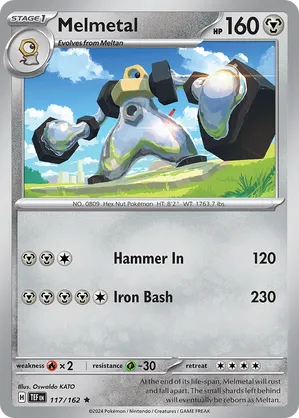 STAGE 1
Melmetal
HP 160
Evolves from Meltan
NO. 0809 Hex Nut Pokémon HT: 8'2" WT: 1763.7 lbs
Hammer In 120
Iron Bash 230
weakness ×2 resistance -30 retreat
Illus. Oswaldo KATO
H TEF EN 117/162 ★
At the end of its life-span, Melmetal will rust
and fall apart. The small shards left behind
will eventually be reborn as Meltan.
©2024 Pokémon / Nintendo / Creatures / GAME FREAK